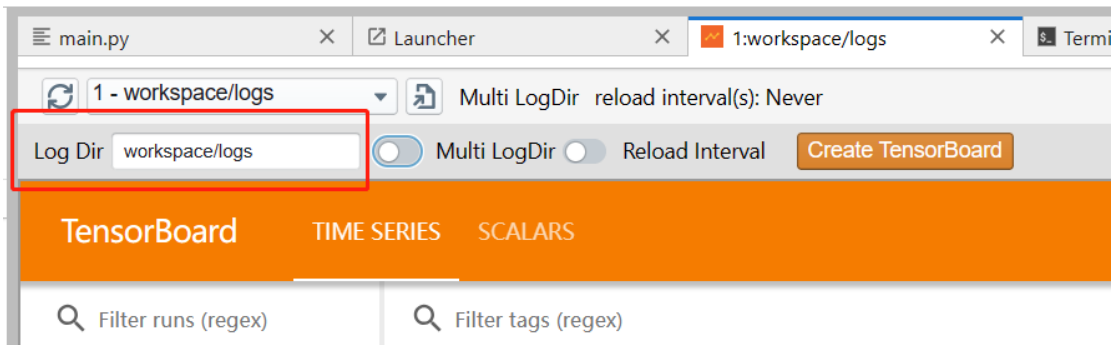 main.py Launcher 1:workspace/logs
1 - workspace/logs Multi LogDir reload interval(s): Never
Log Dir workspace/logs Multi LogDir Reload Interval Create TensorBoard
TensorBoard TIME SERIES SCALARS
Filter runs (regex) Filter tags (regex)